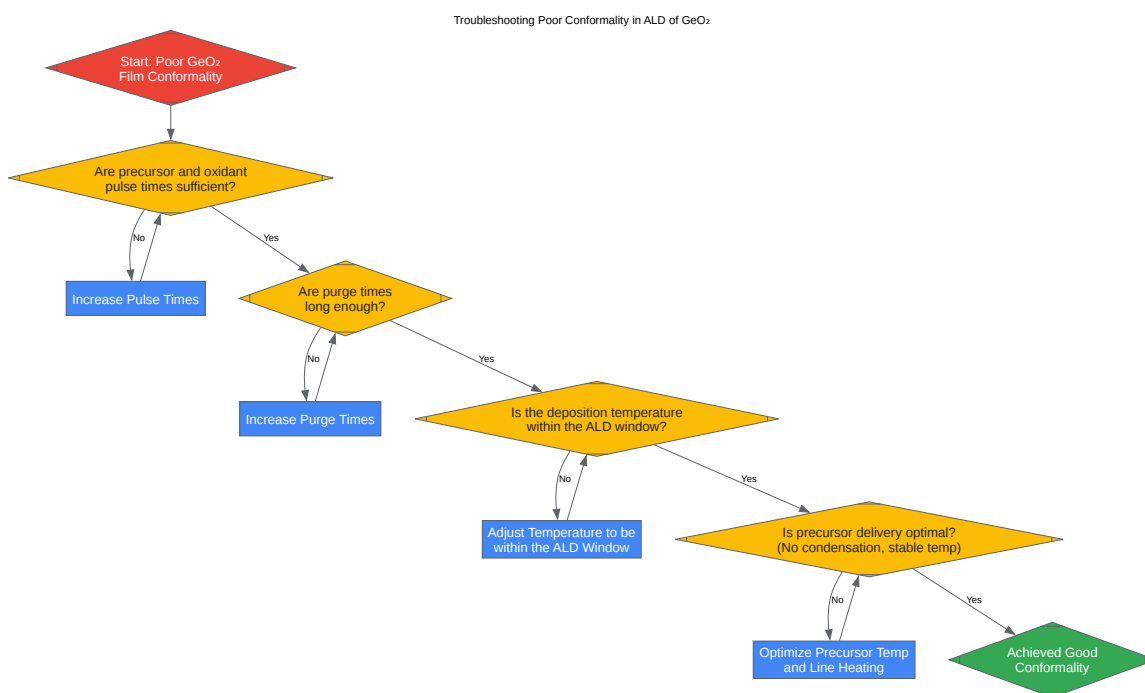 Troubleshooting Poor Conformality in ALD of GeO₂
Start: Poor GeO₂
Film Conformality
Are precursor and oxidant
pulse times sufficient?
No
Yes
Increase Pulse Times
Are purge times
long enough?
No
Yes
Increase Purge Times
Is the deposition temperature
within the ALD window?
No
Yes
Adjust Temperature to be
within the ALD Window
Is precursor delivery optimal?
(No condensation, stable temp)
No
Yes
Optimize Precursor Temp
and Line Heating
Achieved Good
Conformality